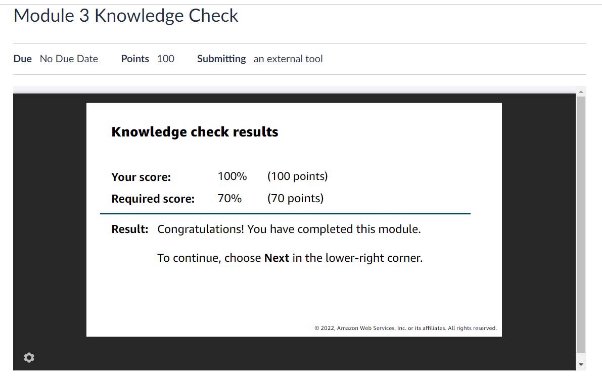 Module 3 Knowledge Check
Due No Due Date Points 100 Submitting an external tool
Knowledge check results
Your score: 100% (100 points)
Required score: 70% (70 points)
Result: Congratulations! You have completed this module.
To continue, choose Next in the lower-right corner.
© 2022, Amazon Web Services, Inc. or its affiliates. All rights reserved.